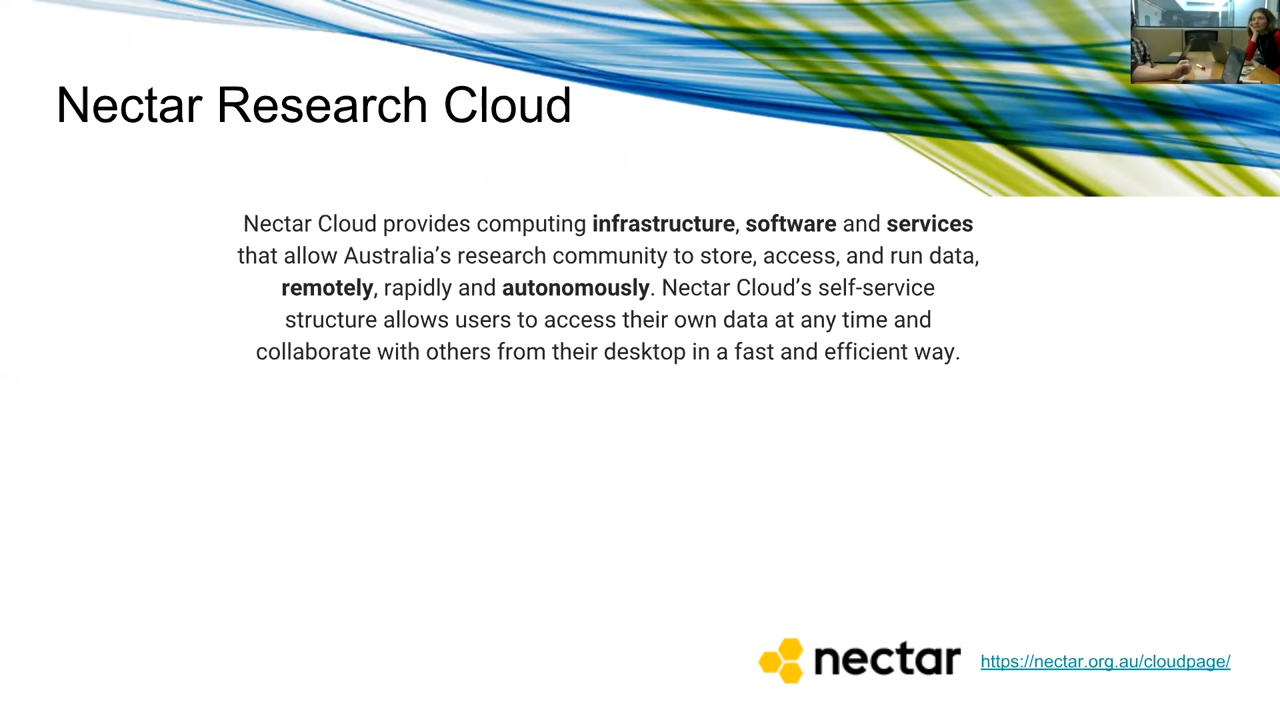 Nectar Research Cloud
Nectar Cloud provides computing infrastructure, software and services
that allow Australia’s research community to store, access, and run data,
remotely, rapidly and autonomously. Nectar Cloud’s self-service
structure allows users to access their own data at any time and
collaborate with others from their desktop in a fast and efficient way.
nectar
https://nectar.org.au/cloudpage/